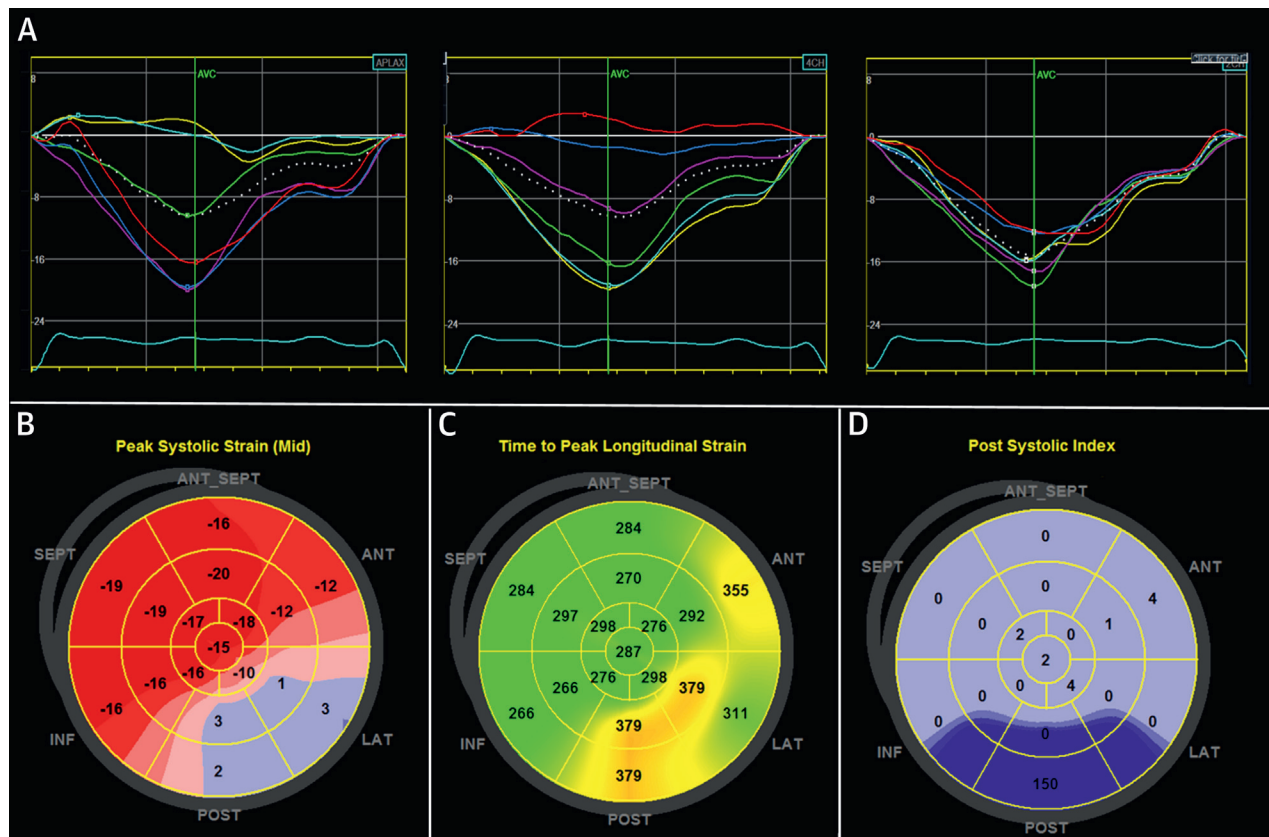 A
APLAX
AVC
8
0
-8
-16
-24
4CH
AVC
8
0
-8
-16
-24
Click for tirF
2CH
AVC
8
0
-8
-16
-24
B
Peak Systolic Strain (Mid)
ANT_SEPT
SEPT
ANT
INF
LAT
POST
-16
-19
-20
-12
-19
-12
-17
-18
-15
-16
-16
-10
1
-16
3
3
2
C
Time to Peak Longitudinal Strain
ANT_SEPT
SEPT
ANT
INF
LAT
POST
284
270
284
355
297
292
298
276
287
276
298
266
379
266
379
311
379
D
Post Systolic Index
ANT_SEPT
SEPT
ANT
INF
LAT
POST
0
0
0
4
0
1
2
0
2
0
4
0
0
0
0
0
150